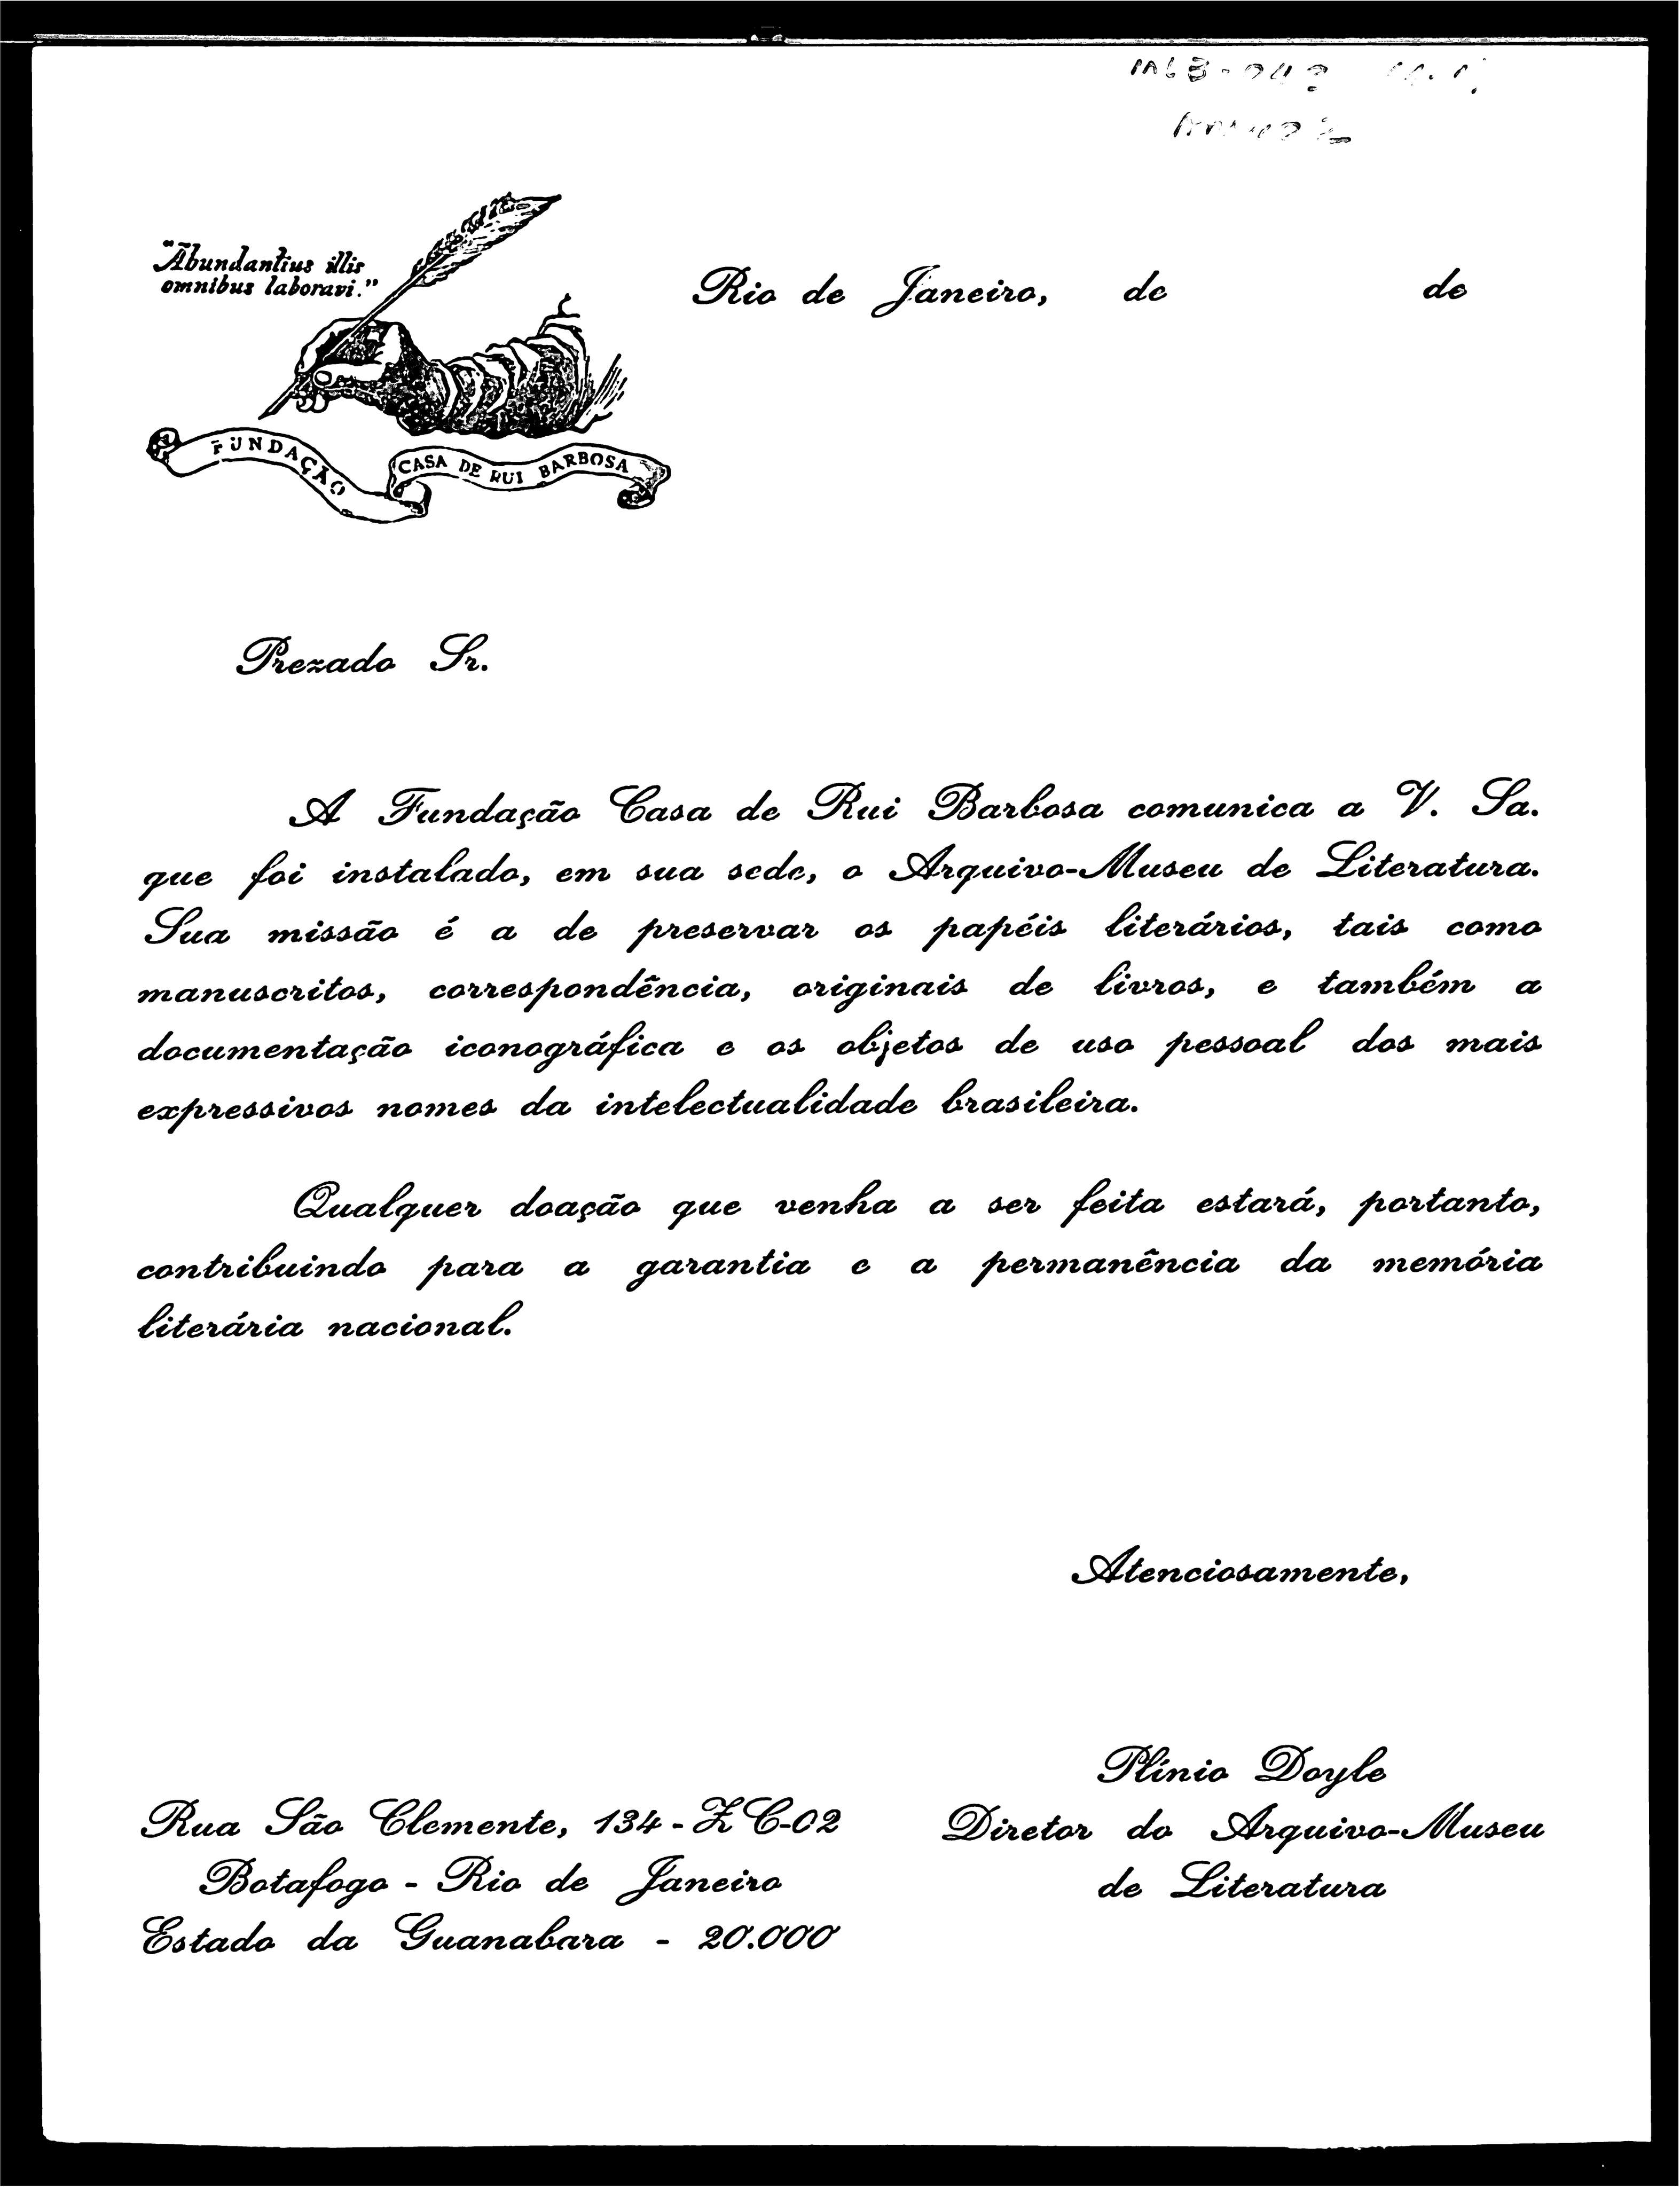 "Abundantius illis
omnibus laboravi."
FUNDAÇÃO CASA DE RUI BARBOSA
Rio de Janeiro, de de
Prezado Sr.
A Fundação Casa de Rui Barbosa comunica a V. Sa.
que foi instalado, em sua sede, o Arquivo-Museu de Literatura.
Sua missão é a de preservar os papéis literários, tais como
manuscritos, correspondência, originais de livros, e também a
documentação iconográfica e os objetos de uso pessoal dos mais
expressivos nomes da intelectualidade brasileira.
Qualquer doação que venha a ser feita estará, portanto,
contribuindo para a garantia e a permanência da memória
literária nacional.
Atenciosamente,
Plínio Doyle
Diretor do Arquivo-Museu
de Literatura
Rua São Clemente, 134 - ZC-02
Botafogo - Rio de Janeiro
Estado da Guanabara - 20.000